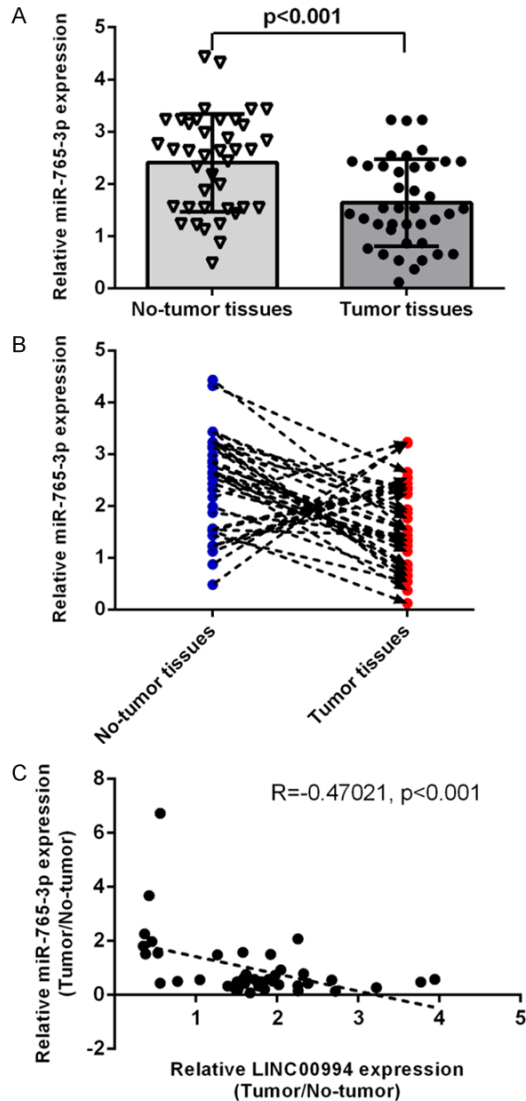 A
p<0.001
Relative miR-765-3p expression
5
4
3
2
1
0
No-tumor tissues
Tumor tissues
B
Relative miR-765-3p expression
5
4
3
2
1
0
No-tumor tissues
Tumor tissues
C
R=-0.47021, p<0.001
Relative miR-765-3p expression
(Tumor/No-tumor)
8
6
4
2
0
-2
1
2
3
4
5
Relative LINC00994 expression
(Tumor/No-tumor)